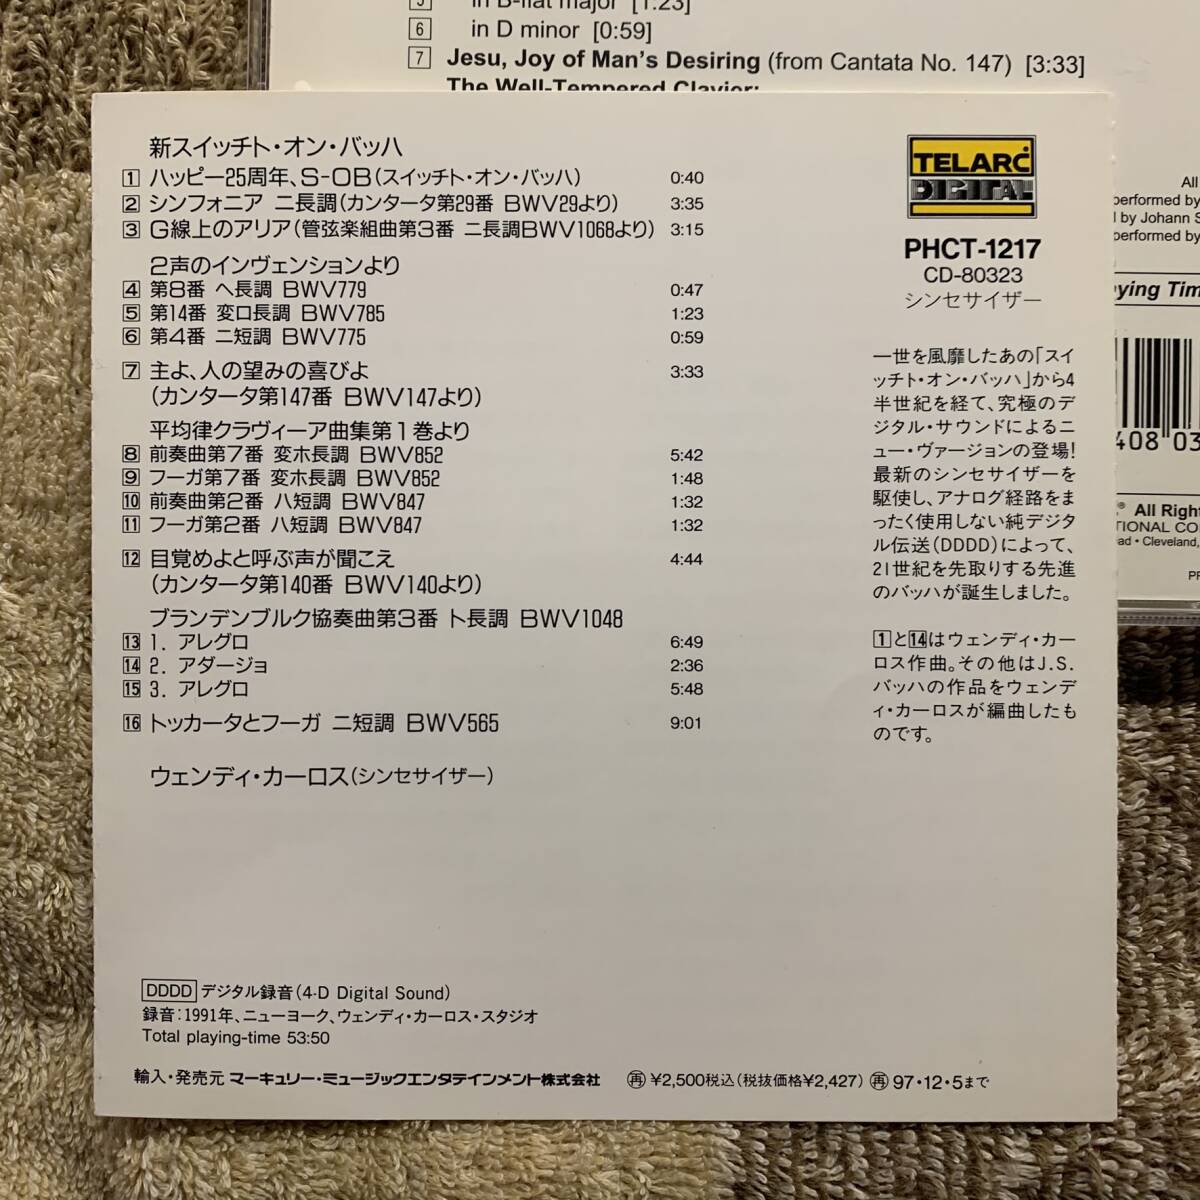 5 in B-flat major [1:23]
6 in D minor [0:59]
7 Jesu, Joy of Man's Desiring (from Cantata No. 147) [3:33]
The Well-Tempered Clavier:
新スイッチト・オン・バッハ
1 ハッピー25周年、S-OB(スイッチト・オン・バッハ) 0:40
2 シンフォニア 二長調(カンタータ第29番 BWV29より) 3:35
3 G線上のアリア(管弦楽組曲第3番 二長調BWV1068より) 3:15
2声のインヴェンションより
4 第8番 へ長調 BWV779 0:47
5 第14番 変ロ長調 BWV785 1:23
6 第4番 二短調 BWV775 0:59
7 主よ、人の望みの喜びよ 3:33
(カンタータ第147番 BWV147より)
平均律クラヴィーア曲集第1巻より
8 前奏曲第7番 変ホ長調 BWV852 5:42
9 フーガ第7番 変ホ長調 BWV852 1:48
10 前奏曲第2番 ハ短調 BWV847 1:32
11 フーガ第2番 ハ短調 BWV847 1:32
12 目覚めよと呼ぶ声が聞こえ 4:44
(カンタータ第140番 BWV140より)
ブランデンブルク協奏曲第3番 ト長調 BWV1048
13 1. アレグロ 6:49
14 2. アダージョ 2:36
15 3. アレグロ 5:48
16 トッカータとフーガ 二短調 BWV565 9:01
ウェンディ・カーロス(シンセサイザー)
TELARC
DIGITAL
PHCT-1217
CD-80323
シンセサイザー
一世を風靡したあの「スイ
ッチト・オン・バッハ」から4
半世紀を経て、究極のデ
ジタル・サウンドによるニ
ュー・ヴァージョンの登場!
最新のシンセサイザーを
駆使し、アナログ経路をま
ったく使用しない純デジタ
ル伝送(DDDD)によって、
21世紀を先取りする先進
のバッハが誕生しました。
1と14はウェンディ・カー
ロス作曲。その他はJ.S.
バッハの作品をウェンデ
ィ・カーロスが編曲したも
のです。
DDDD デジタル録音(4-D Digital Sound)
録音:1991年、ニューヨーク、ウェンディ・カーロス・スタジオ
Total playing-time 53:50
輸入・発売元 マーキュリー・ミュージックエンタテインメント株式会社 再 ¥2,500税込(税抜価格¥2,427) 再 97・12・5まで
All
performed by
by Johann S
performed by
ying Tim
408 03
® All Righ
TIONAL CO
ad • Cleveland,